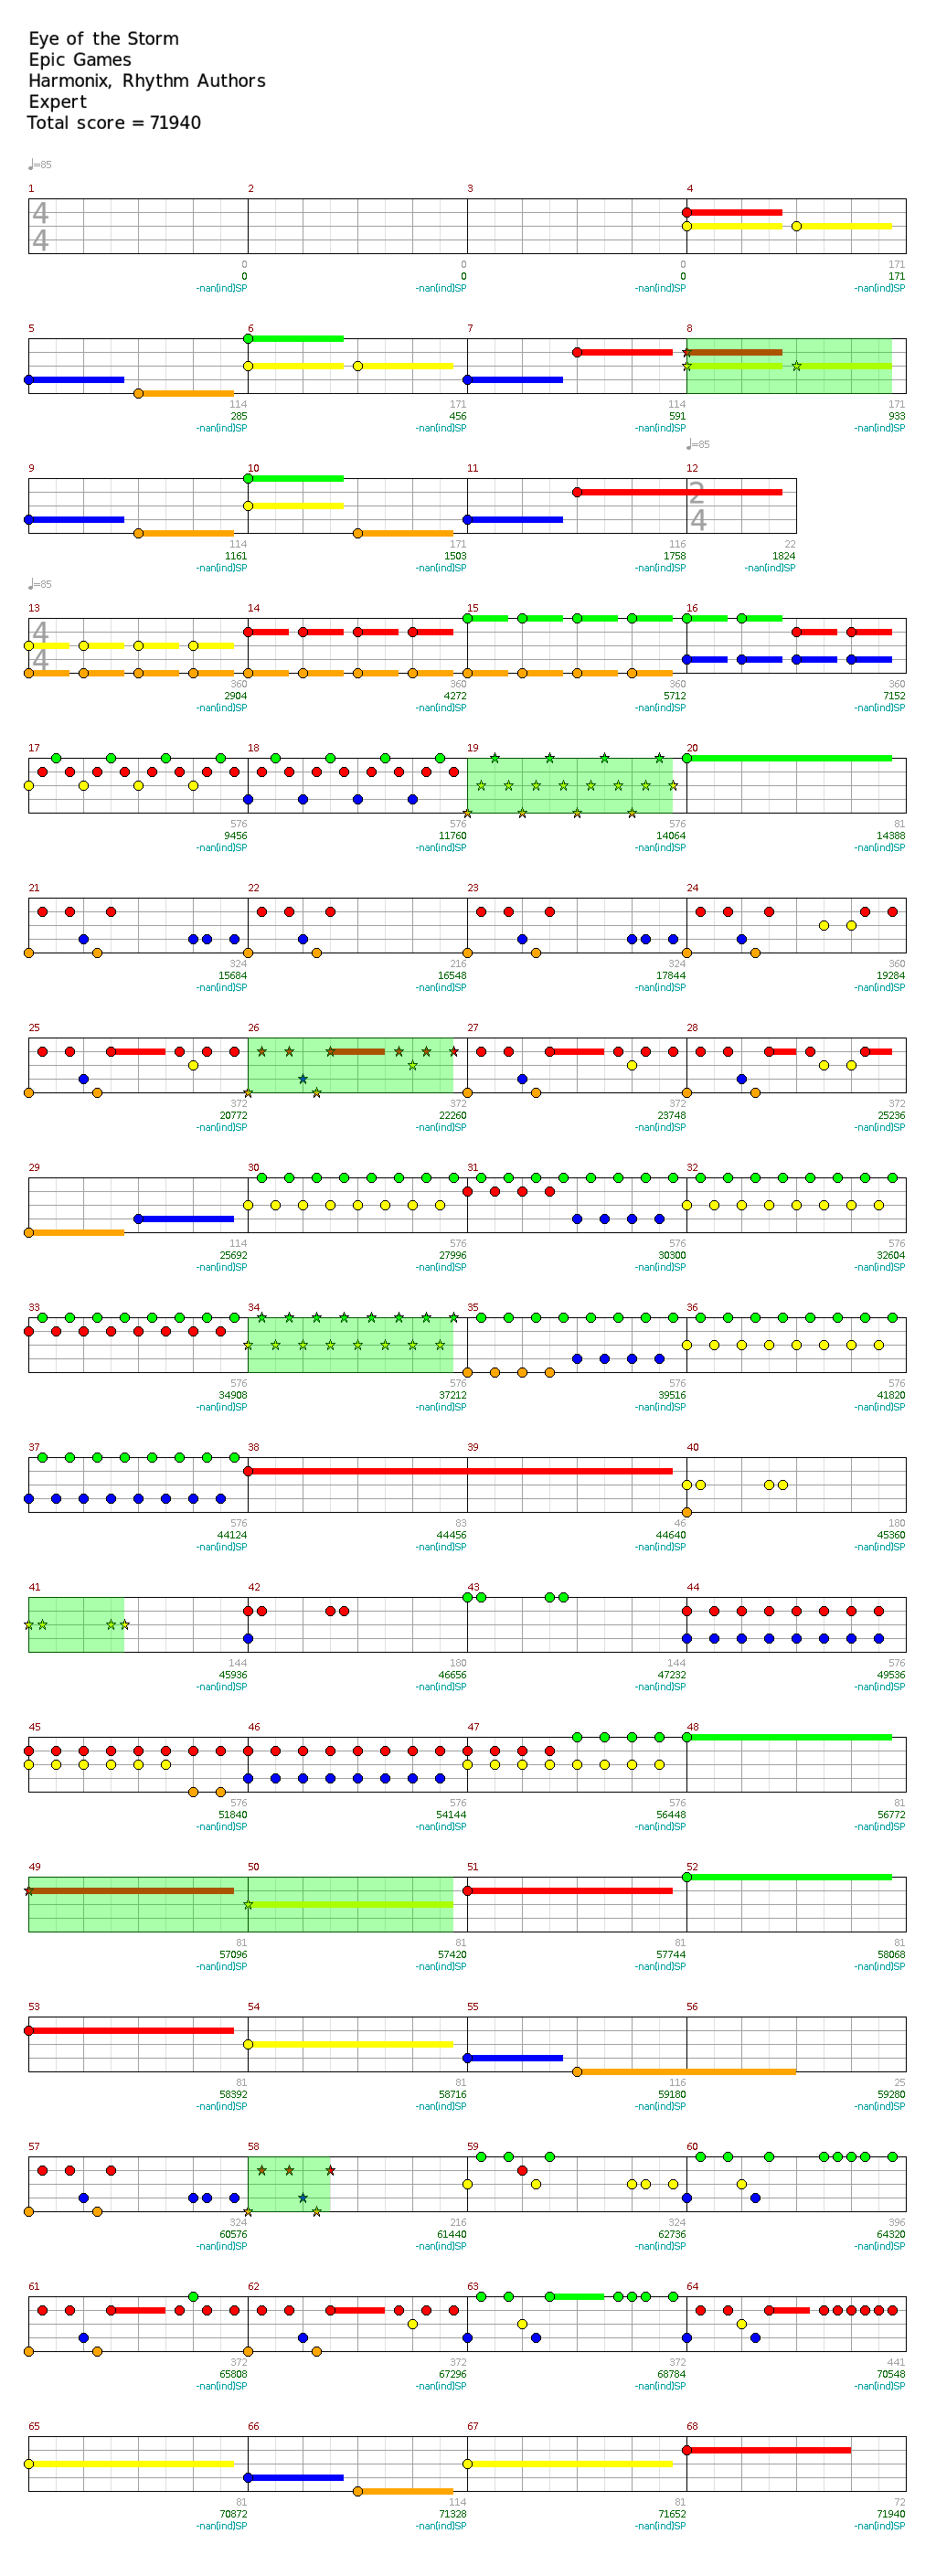 Eye of the Storm
Epic Games
Harmonix, Rhythm Authors
Expert
Total score = 71940
♩=85
1 2 3 4
4
4
0 0 0 171
0 0 0 171
-nan(ind)SP -nan(ind)SP -nan(ind)SP -nan(ind)SP
5 6 7 8
114 171 114 171
285 456 591 933
-nan(ind)SP -nan(ind)SP -nan(ind)SP -nan(ind)SP
♩=85
9 10 11 12
2
4
114 171 116 22
1161 1503 1758 1824
-nan(ind)SP -nan(ind)SP -nan(ind)SP -nan(ind)SP
♩=85
13 14 15 16
4
4
360 360 360 360
2904 4272 5712 7152
-nan(ind)SP -nan(ind)SP -nan(ind)SP -nan(ind)SP
17 18 19 20
576 576 576 81
9456 11760 14064 14388
-nan(ind)SP -nan(ind)SP -nan(ind)SP -nan(ind)SP
21 22 23 24
324 216 324 360
15684 16548 17844 19284
-nan(ind)SP -nan(ind)SP -nan(ind)SP -nan(ind)SP
25 26 27 28
372 372 372 372
20772 22260 23748 25236
-nan(ind)SP -nan(ind)SP -nan(ind)SP -nan(ind)SP
29 30 31 32
114 576 576 576
25692 27996 30300 32604
-nan(ind)SP -nan(ind)SP -nan(ind)SP -nan(ind)SP
33 34 35 36
576 576 576 576
34908 37212 39516 41820
-nan(ind)SP -nan(ind)SP -nan(ind)SP -nan(ind)SP
37 38 39 40
576 83 46 180
44124 44456 44640 45360
-nan(ind)SP -nan(ind)SP -nan(ind)SP -nan(ind)SP
41 42 43 44
144 180 144 576
45936 46656 47232 49536
-nan(ind)SP -nan(ind)SP -nan(ind)SP -nan(ind)SP
45 46 47 48
576 576 576 81
51840 54144 56448 56772
-nan(ind)SP -nan(ind)SP -nan(ind)SP -nan(ind)SP
49 50 51 52
81 81 81 81
57096 57420 57744 58068
-nan(ind)SP -nan(ind)SP -nan(ind)SP -nan(ind)SP
53 54 55 56
81 81 116 25
58392 58716 59180 59280
-nan(ind)SP -nan(ind)SP -nan(ind)SP -nan(ind)SP
57 58 59 60
324 216 324 396
60576 61440 62736 64320
-nan(ind)SP -nan(ind)SP -nan(ind)SP -nan(ind)SP
61 62 63 64
372 372 372 441
65808 67296 68784 70548
-nan(ind)SP -nan(ind)SP -nan(ind)SP -nan(ind)SP
65 66 67 68
81 114 81 72
70872 71328 71652 71940
-nan(ind)SP -nan(ind)SP -nan(ind)SP -nan(ind)SP